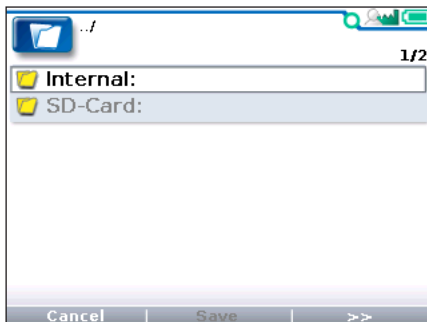 ../
1/2
Internal:
SD-Card:
Cancel | Save | >>